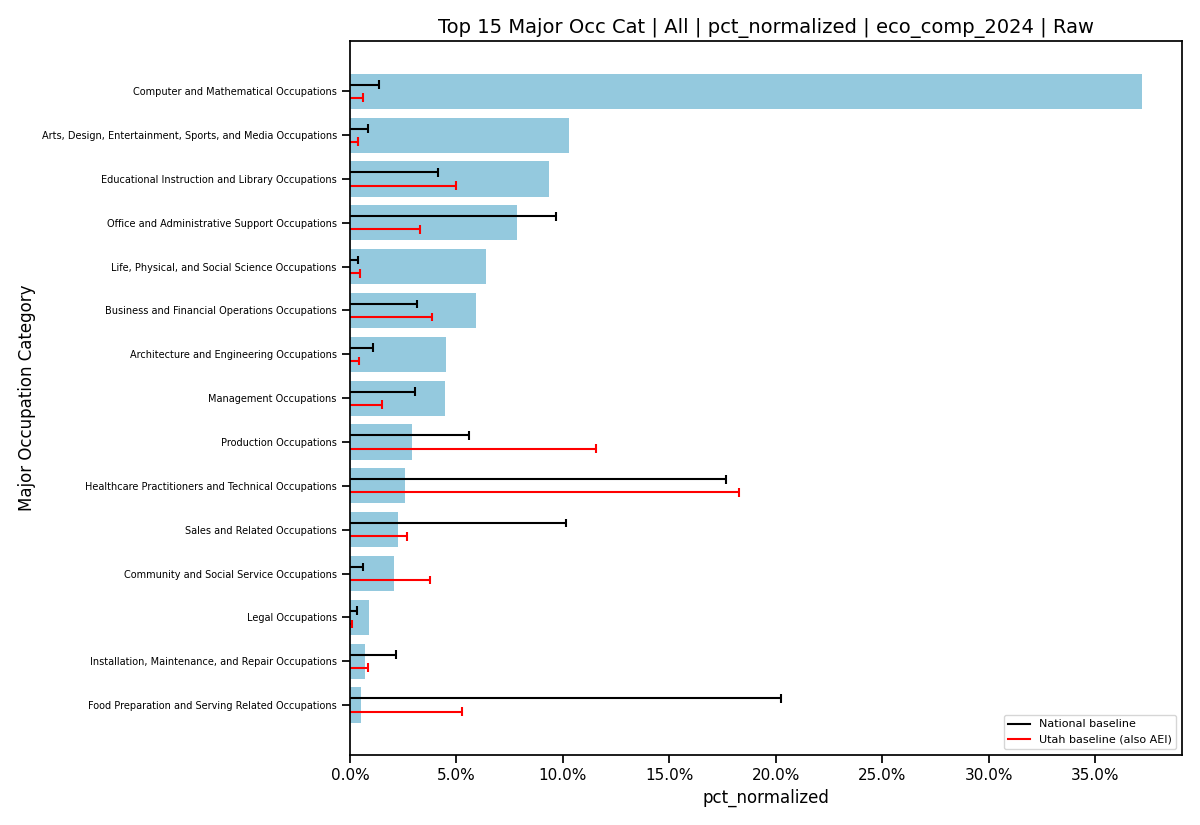 Top 15 Major Occ Cat | All | pct_normalized | eco_comp_2024 | Raw
Major Occupation Category
Computer and Mathematical Occupations
Arts, Design, Entertainment, Sports, and Media Occupations
Educational Instruction and Library Occupations
Office and Administrative Support Occupations
Life, Physical, and Social Science Occupations
Business and Financial Operations Occupations
Architecture and Engineering Occupations
Management Occupations
Production Occupations
Healthcare Practitioners and Technical Occupations
Sales and Related Occupations
Community and Social Service Occupations
Legal Occupations
Installation, Maintenance, and Repair Occupations
Food Preparation and Serving Related Occupations
National baseline
Utah baseline (also AEI)
0.0% 5.0% 10.0% 15.0% 20.0% 25.0% 30.0% 35.0%
pct_normalized